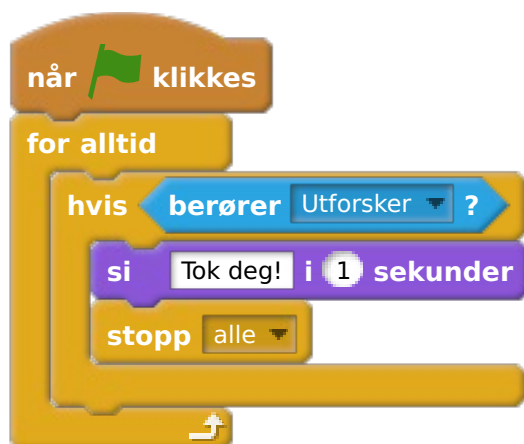 når klikkes
for alltid
hvis berører Utforsker ?
si Tok deg! i 1 sekunder
stopp alle